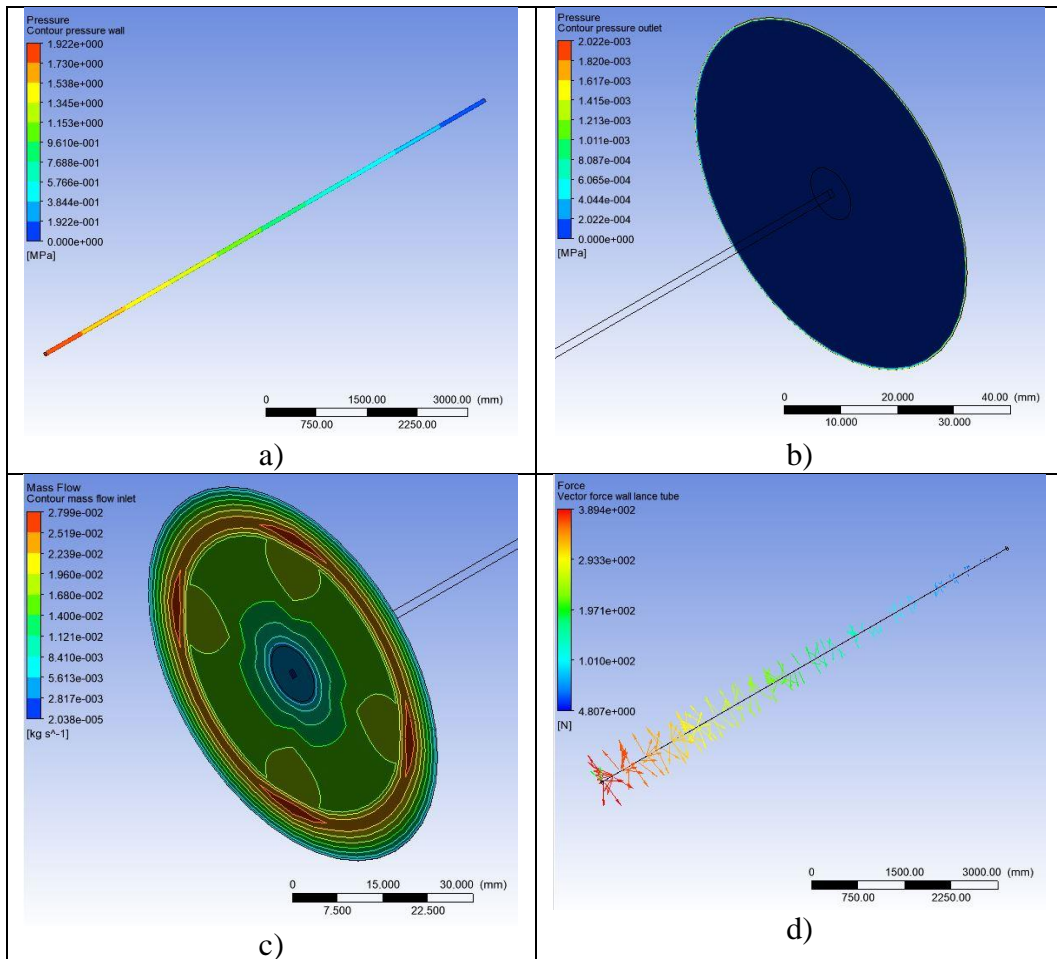 Pressure
Contour pressure wall
1.922e+000
1.730e+000
1.538e+000
1.345e+000
1.153e+000
9.610e-001
7.688e-001
5.766e-001
3.844e-001
1.922e-001
0.000e+000
[MPa]
0 1500.00 3000.00 (mm)
750.00 2250.00
a)
Pressure
Contour pressure outlet
2.022e-003
1.820e-003
1.617e-003
1.415e-003
1.213e-003
1.011e-003
8.087e-004
6.065e-004
4.043e-004
2.022e-004
0.000e+000
[MPa]
0 20.000 40.00 (mm)
10.000 30.000
b)
Mass Flow
Contour mass flow inlet
2.799e-002
2.519e-002
2.239e-002
1.960e-002
1.680e-002
1.400e-002
1.121e-002
8.410e-003
5.613e-003
2.817e-003
2.038e-005
[kg s^-1]
0 15.000 30.000 (mm)
7.500 22.500
c)
Force
Vector force wall lance tube
3.894e+002
2.933e+002
1.971e+002
1.010e+002
4.807e+000
[N]
0 1500.00 3000.00 (mm)
750.00 2250.00
d)